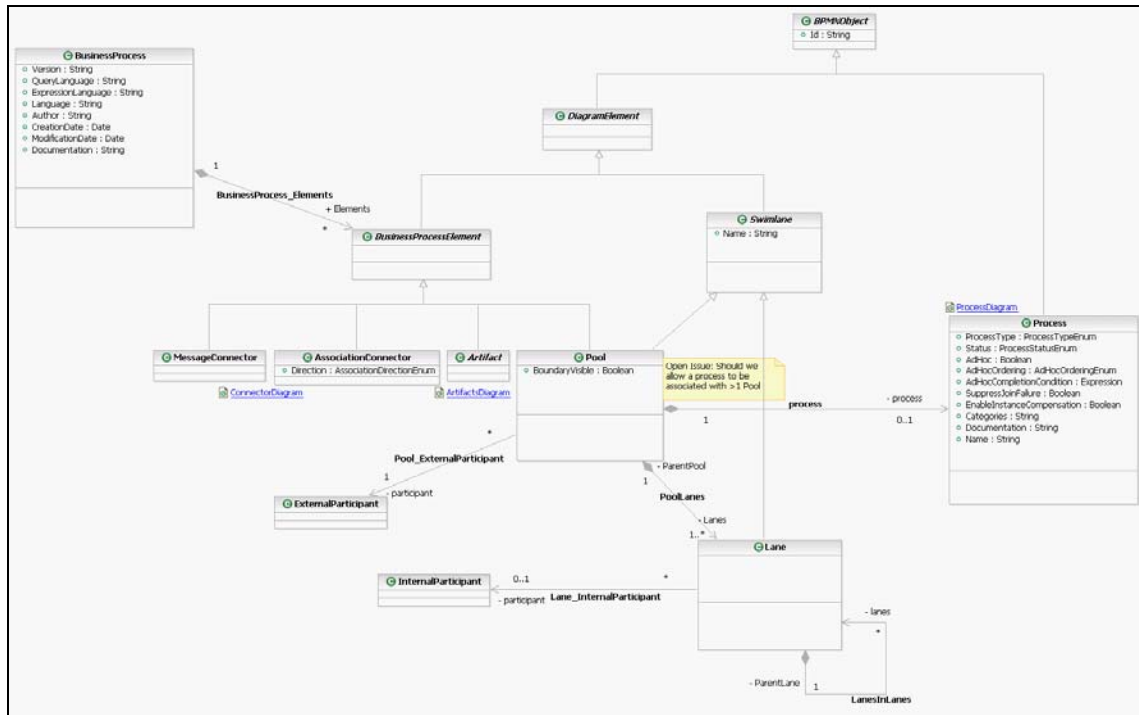 BPMNObject
Id : String
BusinessProcess
Version : String
QueryLanguage : String
ExpressionLanguage : String
Language : String
Author : String
CreationDate : Date
ModificationDate : Date
Documentation : String
DiagramElement
1
BusinessProcess_Elements
+ Elements
*
BusinessProcessElement
Swimlane
Name : String
ProcessDiagram
Process
ProcessType : ProcessTypeEnum
Status : ProcessStatusEnum
AdHoc : Boolean
AdHocOrdering : AdHocOrderingEnum
AdHocCompletionCondition : Expression
SuppressJoinFailure : Boolean
EnableInstanceCompensation : Boolean
Categories : String
Documentation : String
Name : String
MessageConnector
AssociationConnector
Direction : AssociationDirectionEnum
Artifact
Pool
BoundaryVisible : Boolean
Open Issue: Should we
allow a process to be
associated with >1 Pool
ConnectorDiagram
ArtifactsDiagram
process
- process
1
0..1
*
Pool_ExternalParticipant
1
- participant
ExternalParticipant
- ParentPool
1
PoolLanes
- Lanes
1..*
Lane
InternalParticipant
0..1
*
- participant
Lane_InternalParticipant
- lanes
*
- ParentLane
1
LanesInLanes